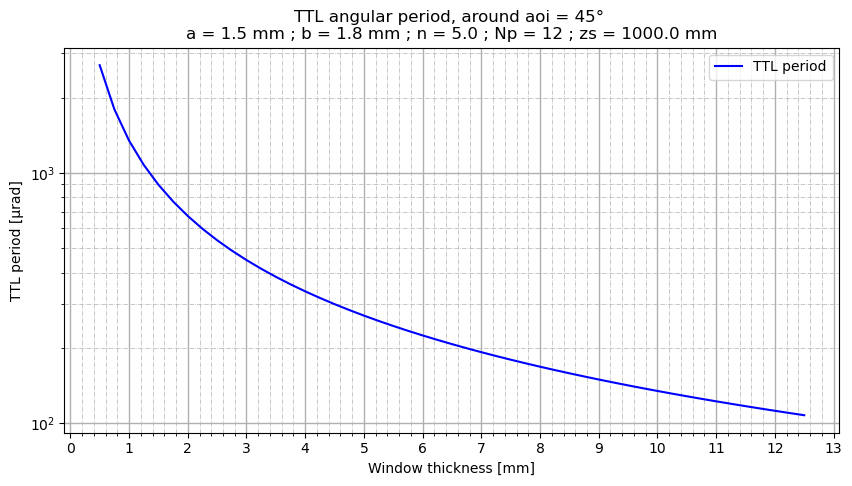 TTL angular period, around aoi = 45°
a = 1.5 mm ; b = 1.8 mm ; n = 5.0 ; Np = 12 ; zs = 1000.0 mm
TTL period
TTL period [μrad]
10³
10²
0 1 2 3 4 5 6 7 8 9 10 11 12 13
Window thickness [mm]